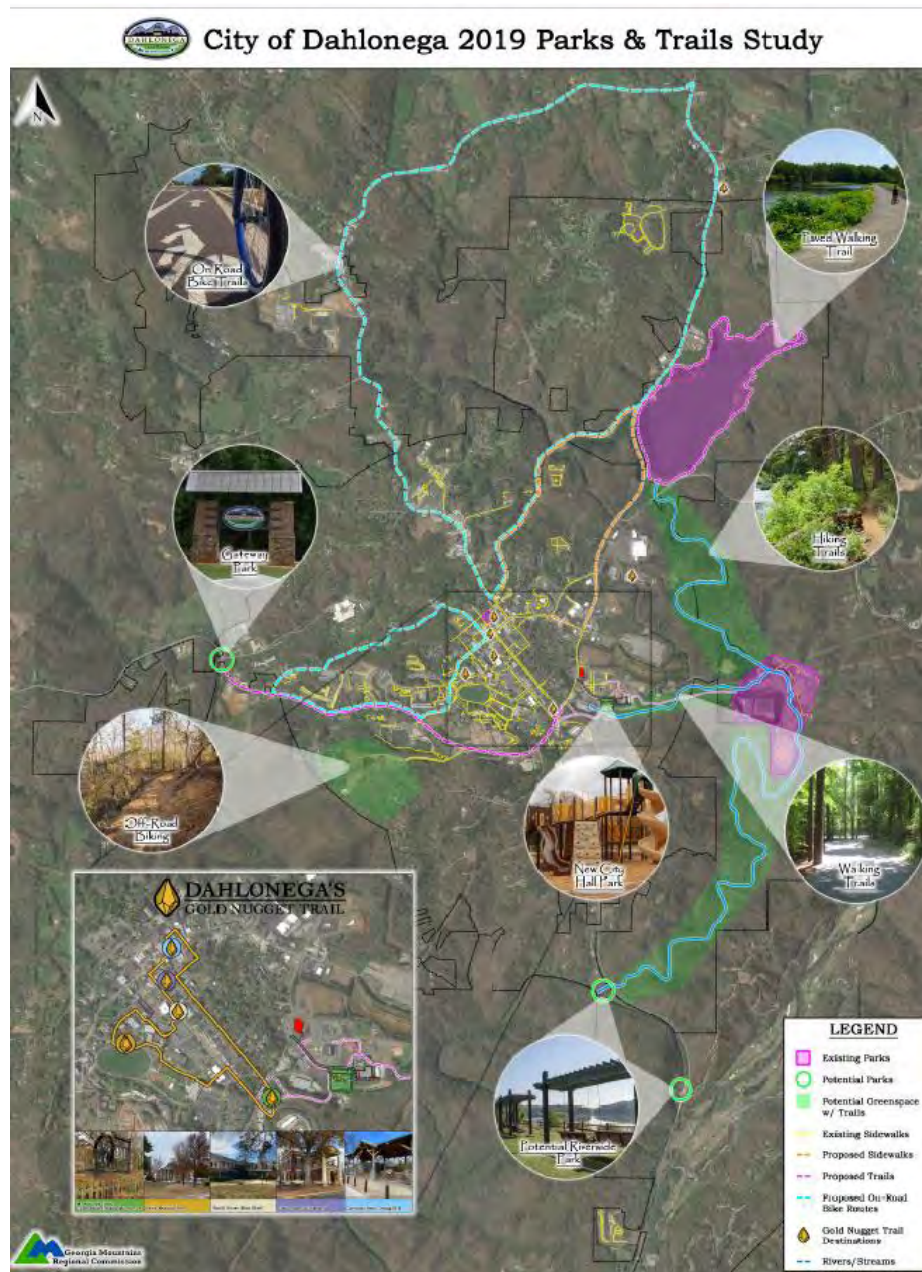 DAHLONEGA
City of Dahlonega 2019 Parks & Trails Study
N
On Road
Bikes Trails
Paved Walking
Trail
Gateway
Park
Hiking
Trails
Off-Road
Biking
New City
Hall Park
Walking
Trails
DAHLONEGA'S
GOLD NUGGET TRAIL
Potential Riverside
Park
LEGEND
Existing Parks
Potential Parks
Potential Greenspace
w/ Trails
Existing Sidewalks
Proposed Sidewalks
Proposed Trails
Proposed On-Road
Bike Routes
Gold Nugget Trail
Destinations
Rivers/Streams
Georgia Mountains
Regional Commission